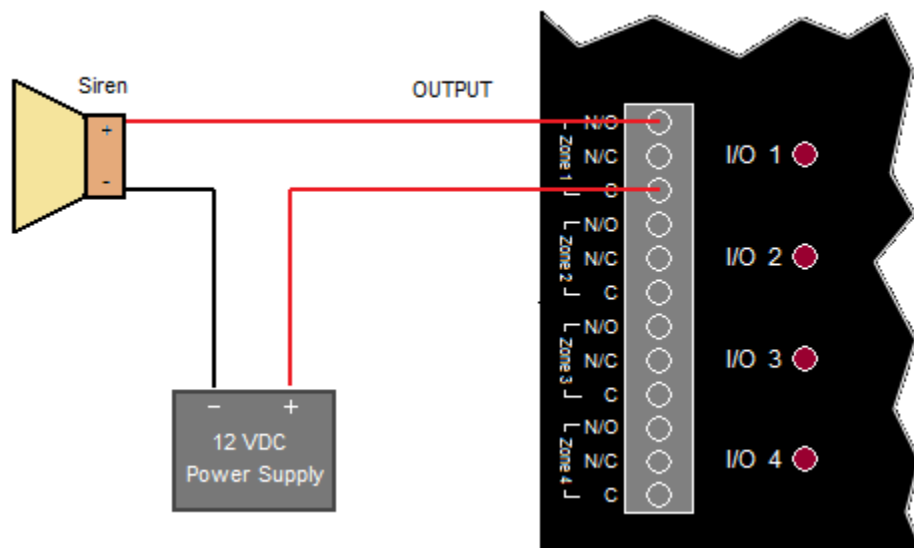 Siren
OUTPUT
+
-
N/O
N/C
C
Zone 1
I/O 1
N/O
N/C
C
Zone 2
I/O 2
N/O
N/C
C
Zone 3
I/O 3
N/O
N/C
C
Zone 4
I/O 4
− +
12 VDC
Power Supply